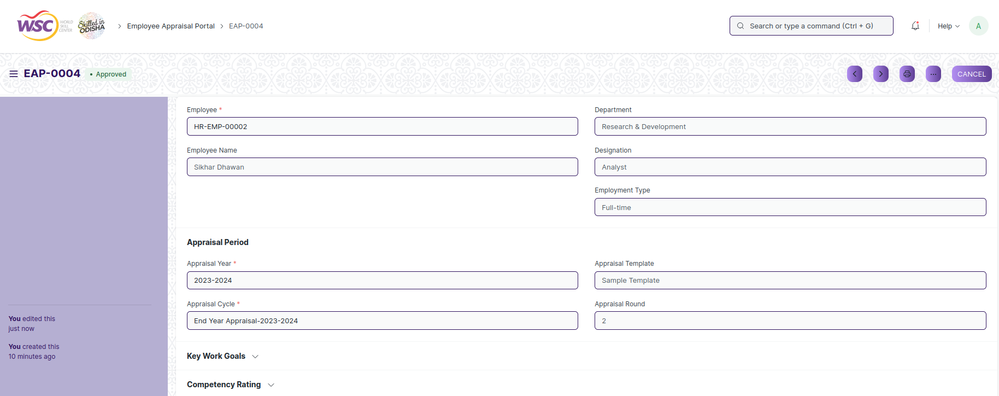 WSC WORLD SKILL CENTER Skilled in ODISHA > Employee Appraisal Portal > EAP-0004 Search or type a command (Ctrl + G) Help A
EAP-0004 • Approved ... CANCEL
Employee * Department
HR-EMP-00002 Research & Development
Employee Name Designation
Sikhar Dhawan Analyst
Employment Type
Full-time
Appraisal Period
Appraisal Year * Appraisal Template
2023-2024 Sample Template
Appraisal Cycle * Appraisal Round
End Year Appraisal-2023-2024 2
You edited this
just now
You created this
10 minutes ago
Key Work Goals
Competency Rating